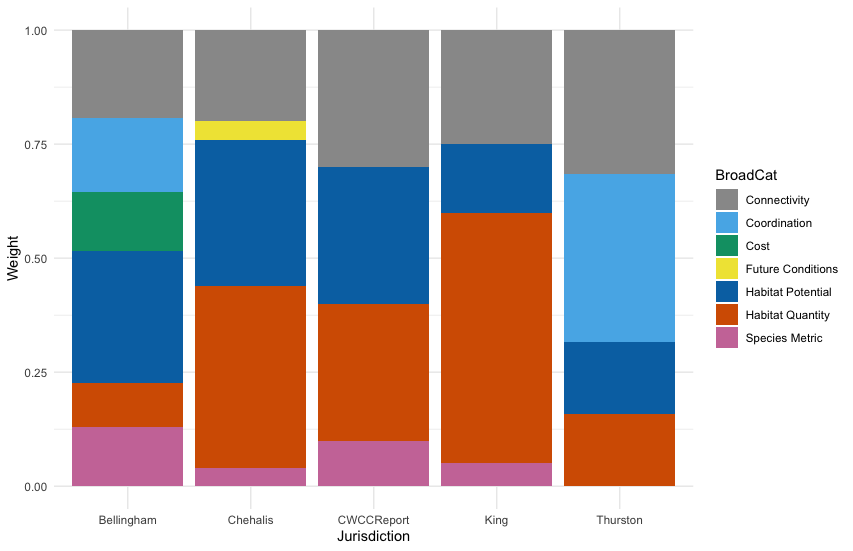 1.00
0.75
0.50
0.25
0.00
Weight
Bellingham Chehalis CWCCReport King Thurston
Jurisdiction
BroadCat
Connectivity
Coordination
Cost
Future Conditions
Habitat Potential
Habitat Quantity
Species Metric